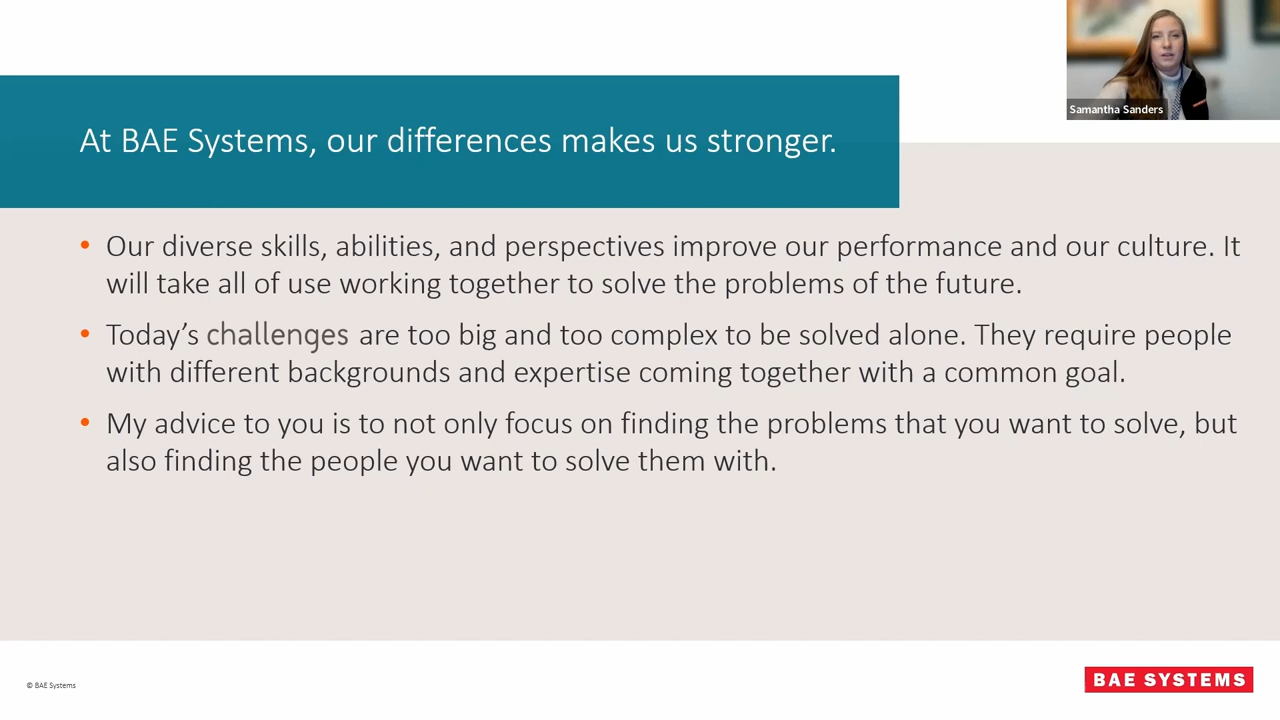 Samantha Sanders
At BAE Systems, our differences makes us stronger.
• Our diverse skills, abilities, and perspectives improve our performance and our culture. It
will take all of use working together to solve the problems of the future.
• Today’s challenges are too big and too complex to be solved alone. They require people
with different backgrounds and expertise coming together with a common goal.
• My advice to you is to not only focus on finding the problems that you want to solve, but
also finding the people you want to solve them with.
© BAE Systems
BAE SYSTEMS